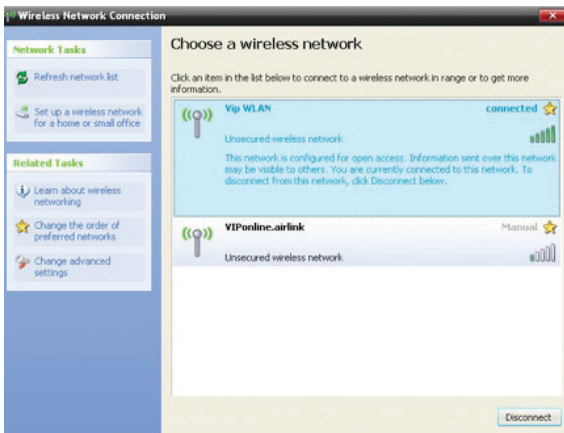 Wireless Network Connection
Network Tasks
Refresh network list
Set up a wireless network
for a home or small office
Related Tasks
Learn about wireless
networking
Change the order of
preferred networks
Change advanced
settings
Choose a wireless network
Click an item in the list below to connect to a wireless network in range or to get more
information.
Vip WLAN connected
Unsecured wireless network
This network is configured for open access. Information sent over this network
may be visible to others. You are currently connected to this network. To
disconnect from this network, click Disconnect below.
VIPonline.airlink Manual
Unsecured wireless network
Disconnect